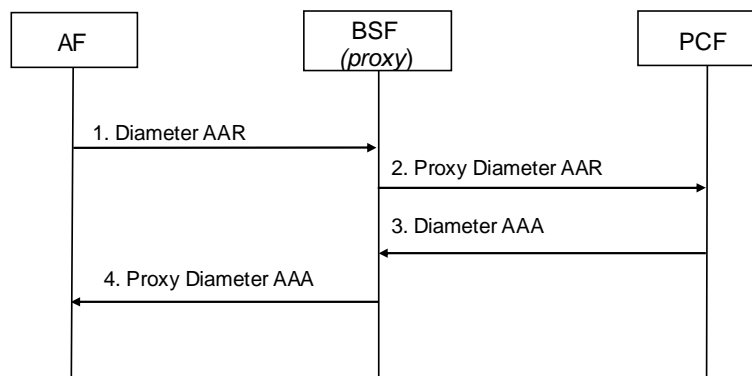 AF
BSF
(proxy)
PCF
1. Diameter AAR
2. Proxy Diameter AAR
3. Diameter AAA
4. Proxy Diameter AAA